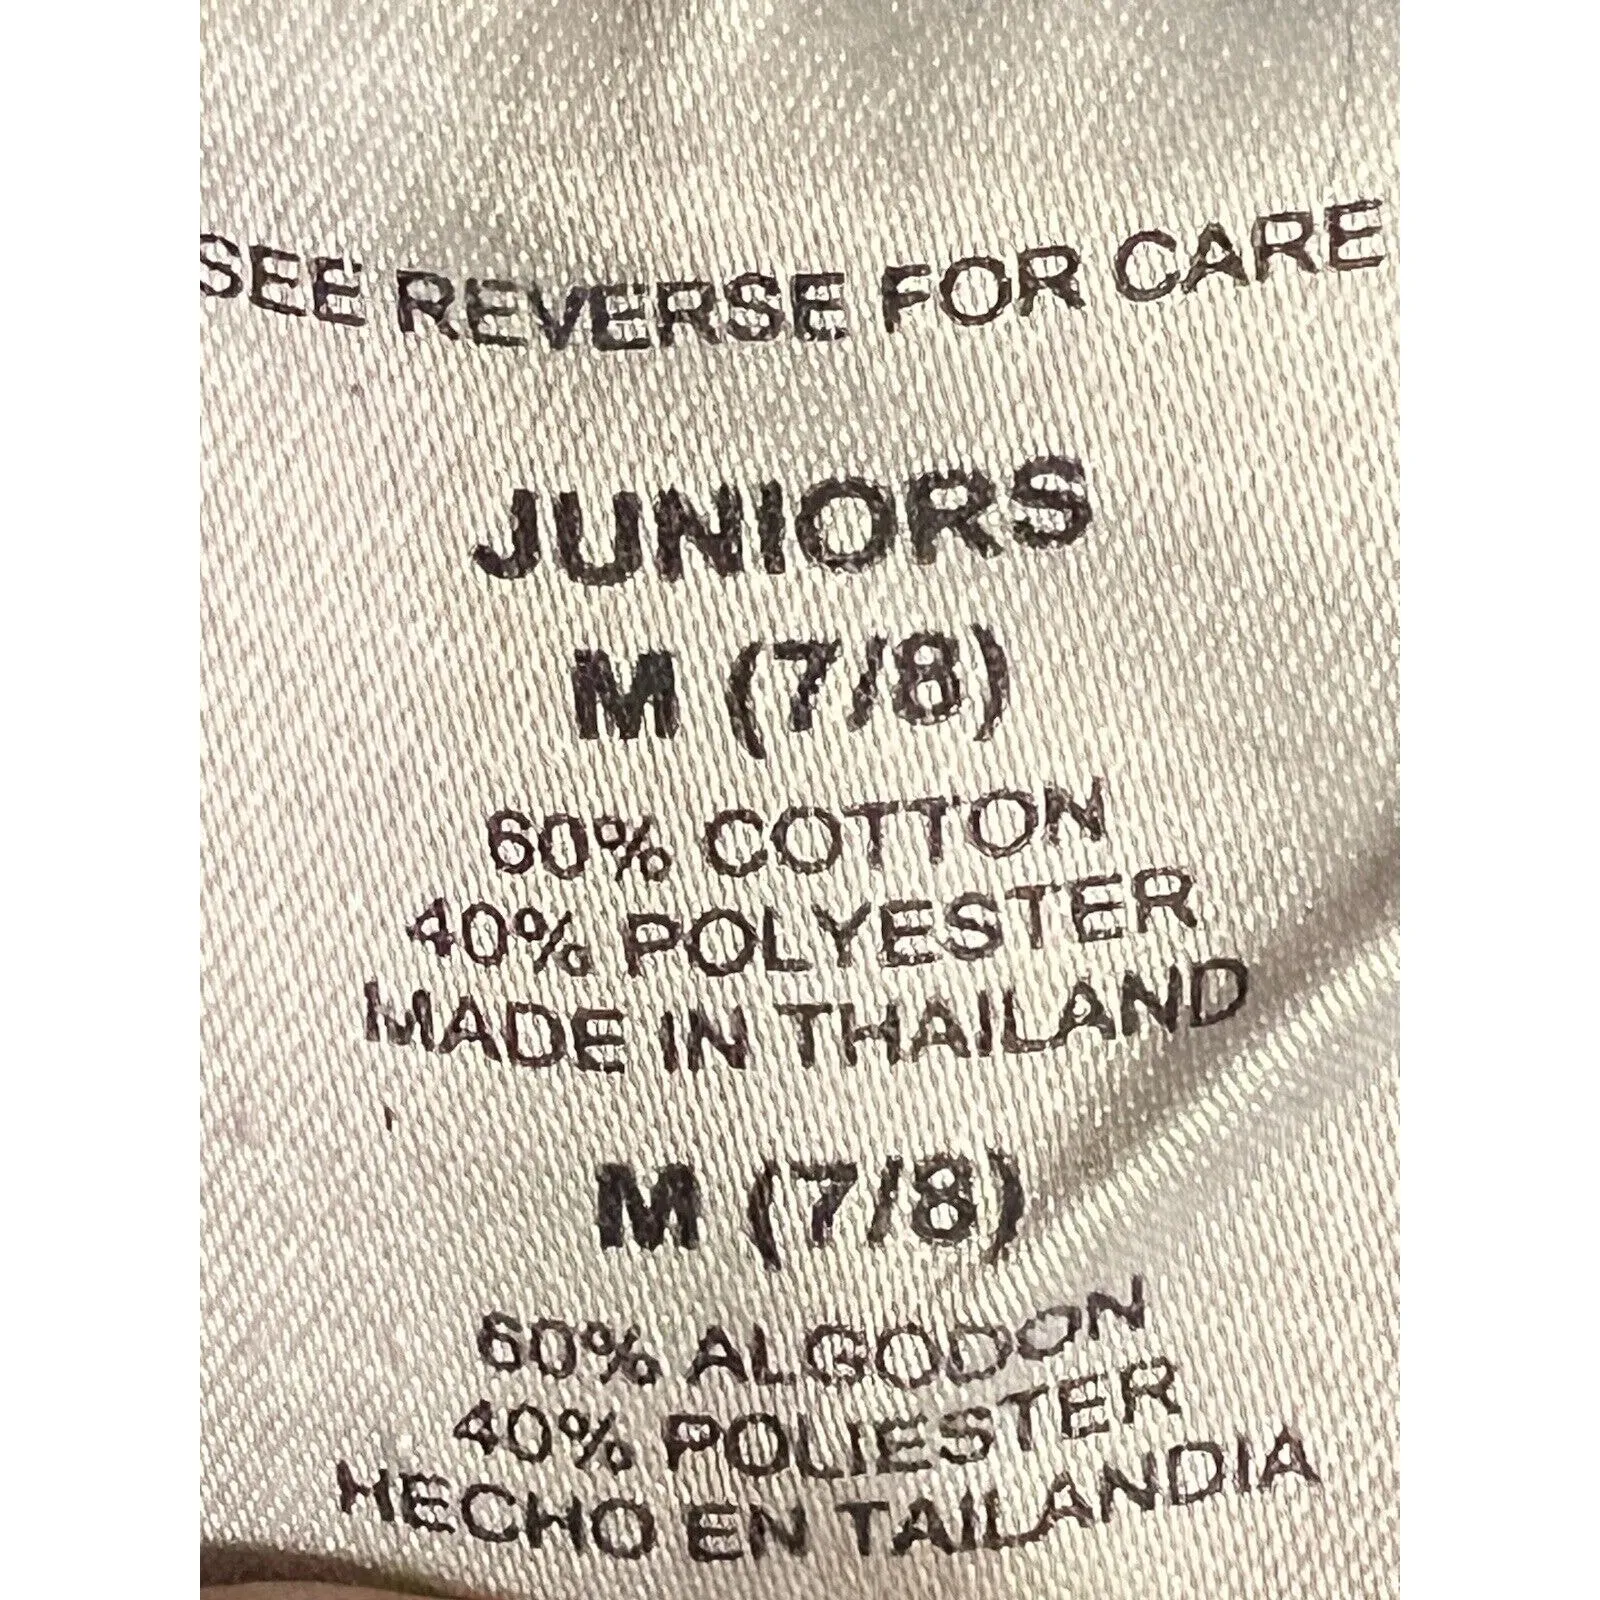 SEE REVERSE FOR CARE
JUNIORS
M (7/8)
60% COTTON
40% POLYESTER
MADE IN THAILAND
M (7/8)
60% ALGODON
40% POLIESTER
HECHO EN TAILANDIA